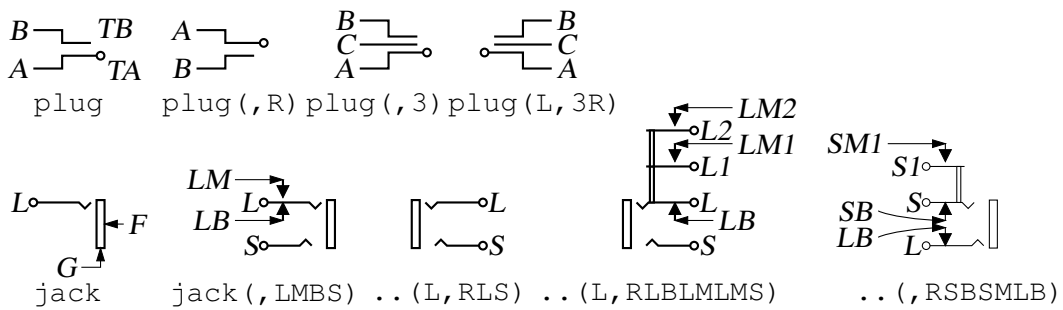 B TB
A TA
plug
A
B
plug(,R)
B
C
A
plug(,3)
B
C
A
plug(L,3R)
L
F
G
jack
LM
L
LB
S
jack(,LMBS)
L
S
..(L,RLS)
LM2
L2
LM1
L1
L
LB
S
..(L,RLBLMLMS)
SM1
S1
S
SB
LB
L
..(,RSBSMLB)